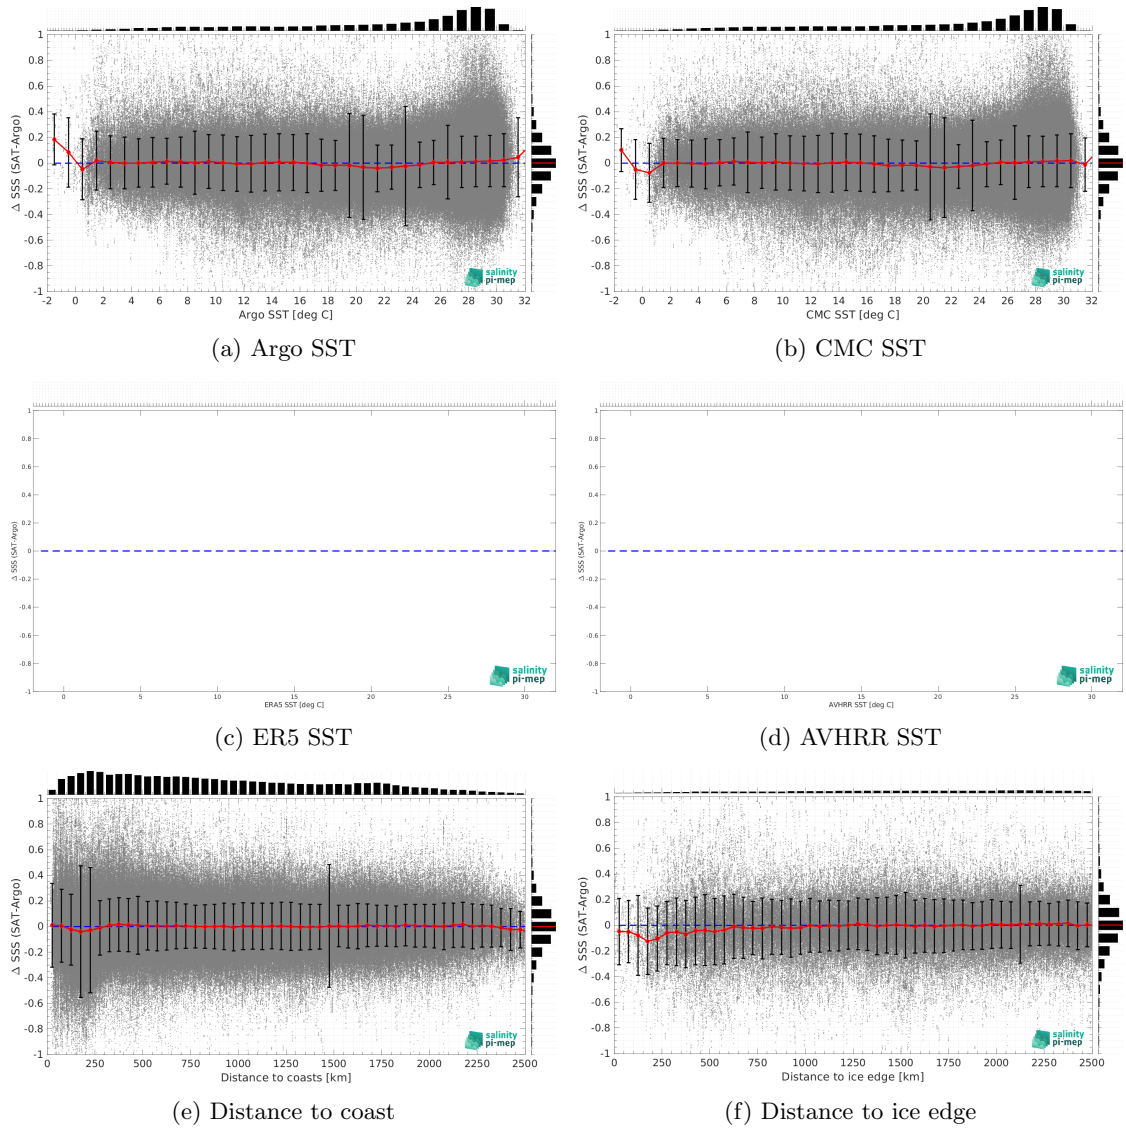 1
0.8
0.6
0.4
0.2
0
-0.2
-0.4
-0.6
-0.8
-1
Δ SSS (SAT-Argo)
salinity
pi-mep
-2 0 2 4 6 8 10 12 14 16 18 20 22 24 26 28 30 32
Argo SST [deg C]
(a) Argo SST
1
0.8
0.6
0.4
0.2
0
-0.2
-0.4
-0.6
-0.8
-1
Δ SSS (SAT-Argo)
salinity
pi-mep
-2 0 2 4 6 8 10 12 14 16 18 20 22 24 26 28 30 32
CMC SST [deg C]
(b) CMC SST
1
0.8
0.6
0.4
0.2
0
-0.2
-0.4
-0.6
-0.8
-1
Δ SSS (SAT-Argo)
salinity
pi-mep
0 5 10 15 20 25 30
ERA5 SST [deg C]
(c) ER5 SST
1
0.8
0.6
0.4
0.2
0
-0.2
-0.4
-0.6
-0.8
-1
Δ SSS (SAT-Argo)
salinity
pi-mep
0 5 10 15 20 25 30
AVHRR SST [deg C]
(d) AVHRR SST
1
0.8
0.6
0.4
0.2
0
-0.2
-0.4
-0.6
-0.8
-1
Δ SSS (SAT-Argo)
salinity
pi-mep
0 250 500 750 1000 1250 1500 1750 2000 2250 2500
Distance to coasts [km]
(e) Distance to coast
1
0.8
0.6
0.4
0.2
0
-0.2
-0.4
-0.6
-0.8
-1
Δ SSS (SAT-Argo)
salinity
pi-mep
0 250 500 750 1000 1250 1500 1750 2000 2250 2500
Distance to ice edge [km]
(f) Distance to ice edge